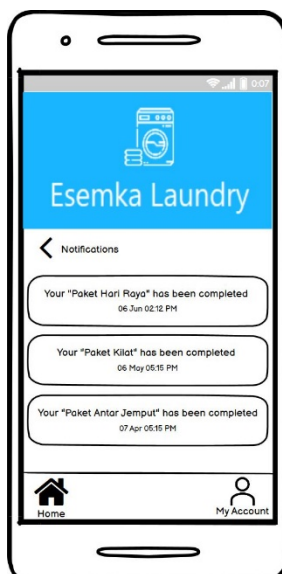 0:07
Esemka Laundry
Notifications
Your "Paket Hari Raya" has been completed
06 Jun 02:12 PM
Your "Paket Kilat" has been completed
06 May 05:15 PM
Your "Paket Antar Jemput" has been completed
07 Apr 05:15 PM
Home
My Account